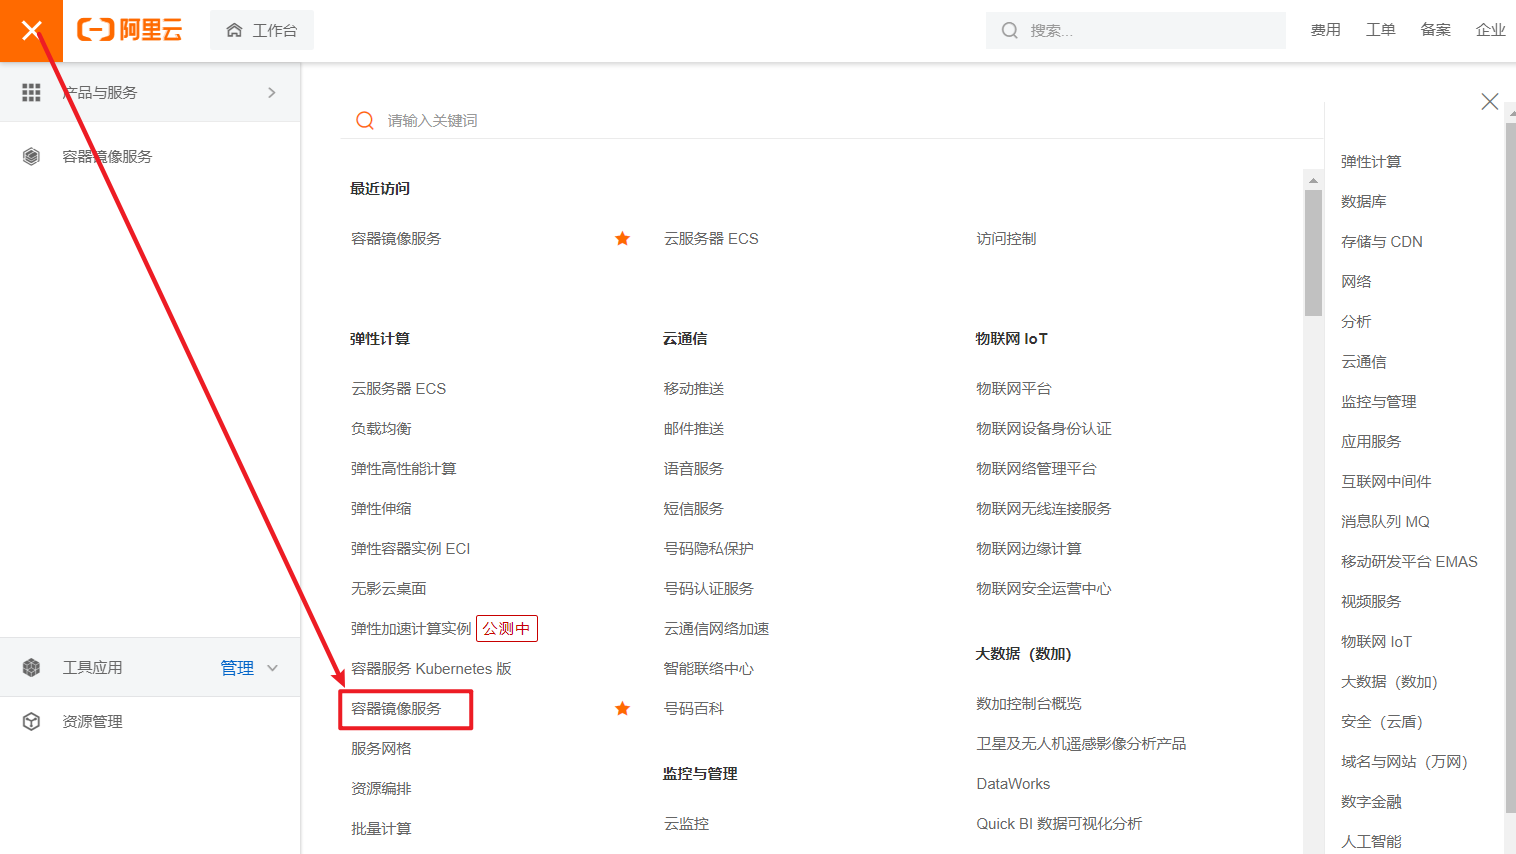 阿里云
工作台
搜索...
费用
工单
备案
企业
产品与服务
容器镜像服务
工具应用
管理
资源管理
请输入关键词
最近访问
容器镜像服务
云服务器 ECS
访问控制
弹性计算
云服务器 ECS
负载均衡
弹性高性能计算
弹性伸缩
弹性容器实例 ECI
无影云桌面
弹性加速计算实例 公测中
容器服务 Kubernetes 版
容器镜像服务
服务网格
资源编排
批量计算
云通信
移动推送
邮件推送
语音服务
短信服务
号码隐私保护
号码认证服务
云通信网络加速
智能联络中心
号码百科
监控与管理
云监控
物联网 IoT
物联网平台
物联网设备身份认证
物联网络管理平台
物联网无线连接服务
物联网边缘计算
物联网安全运营中心
大数据（数加）
数加控制台概览
卫星及无人机遥感影像分析产品
DataWorks
Quick BI 数据可视化分析
弹性计算
数据库
存储与 CDN
网络
分析
云通信
监控与管理
应用服务
互联网中间件
消息队列 MQ
移动研发平台 EMAS
视频服务
物联网 IoT
大数据（数加）
安全（云盾）
域名与网站（万网）
数字金融
人工智能